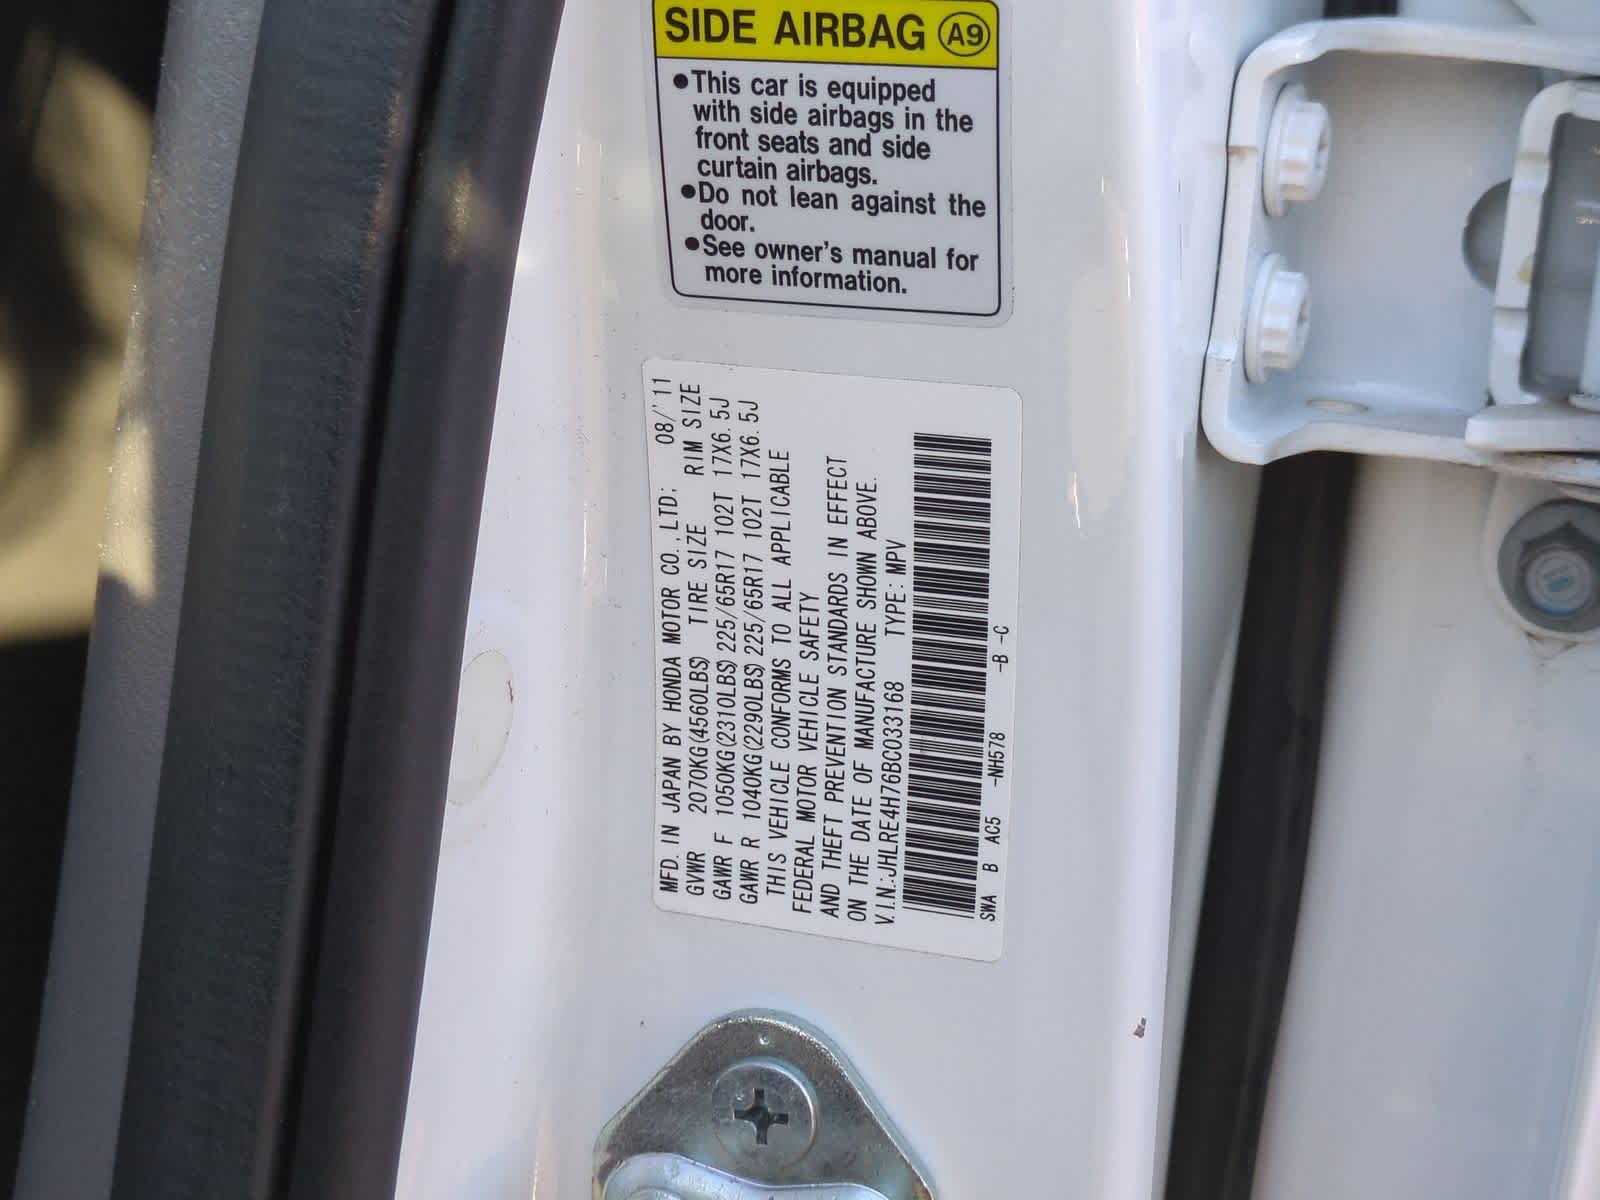 SIDE AIRBAG A9
●This car is equipped
with side airbags in the
front seats and side
curtain airbags.
●Do not lean against the
door.
●See owner's manual for
more information.
MFD. IN JAPAN BY HONDA MOTOR CO., LTD; 08/'11
GVWR 2070KG(4560LBS) TIRE SIZE RIM SIZE
GAWR F 1050KG(2310LBS) 225/65R17 102T 17X6.5J
GAWR R 1040KG(2290LBS) 225/65R17 102T 17X6.5J
THIS VEHICLE CONFORMS TO ALL APPLICABLE
FEDERAL MOTOR VEHICLE SAFETY
AND THEFT PREVENTION STANDARDS IN EFFECT
ON THE DATE OF MANUFACTURE SHOWN ABOVE.
V.I.N.:JHLRE4H76BC033168 TYPE: MPV
SWA B AC5 -NH578 -B -C